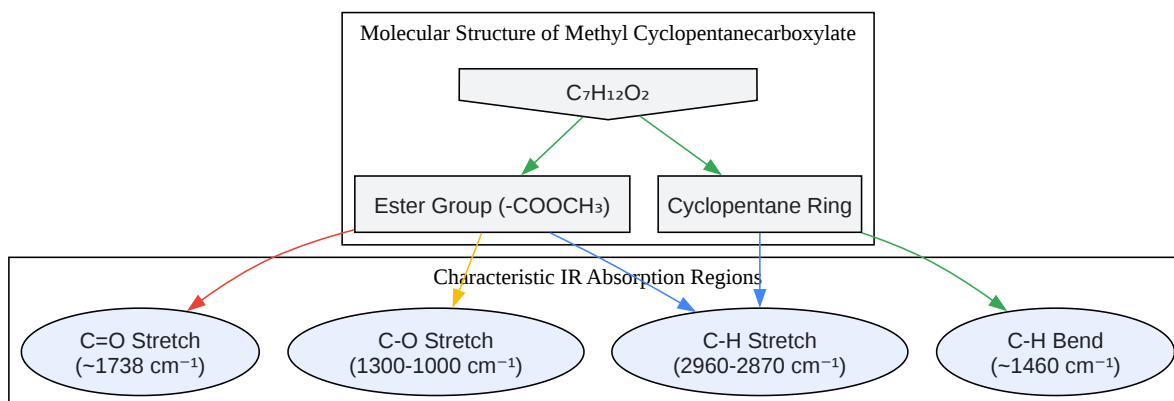 Molecular Structure of Methyl Cyclopentanecarboxylate
C₇H₁₂O₂
Ester Group (-COOCH₃)
Cyclopentane Ring
Characteristic IR Absorption Regions
C=O Stretch
(~1738 cm⁻¹)
C-O Stretch
(1300-1000 cm⁻¹)
C-H Stretch
(2960-2870 cm⁻¹)
C-H Bend
(~1460 cm⁻¹)